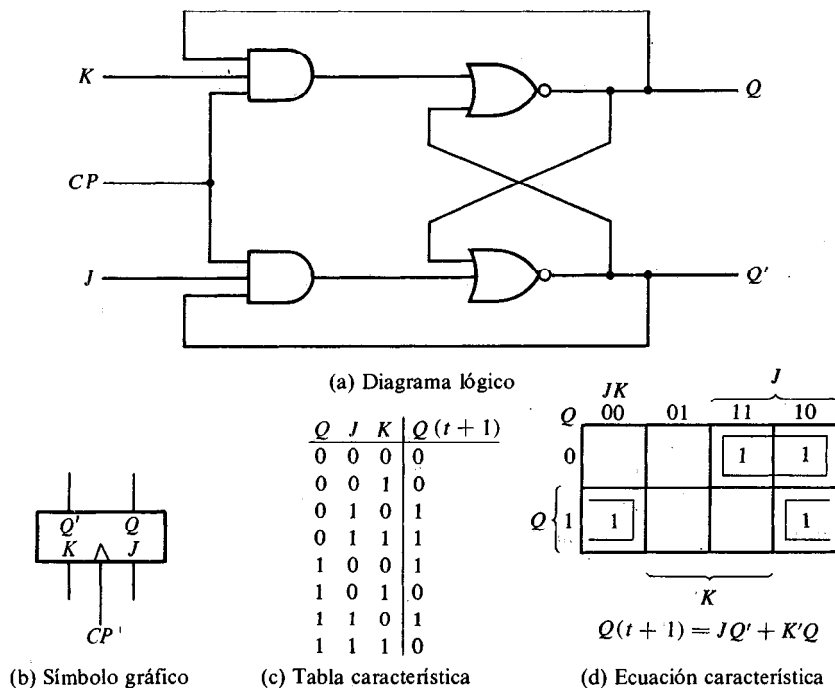 K
Q
CP
J
Q'
(a) Diagrama lógico
Q' Q
K J
CP
(b) Símbolo gráfico
Q J K Q (t + 1)
0 0 0 0
0 0 1 0
0 1 0 1
0 1 1 1
1 0 0 1
1 0 1 0
1 1 0 1
1 1 1 0
(c) Tabla característica
JK
J
Q 00 01 11 10
0 1 1
Q 1 1 1
K
Q(t + 1) = JQ' + K'Q
(d) Ecuación característica